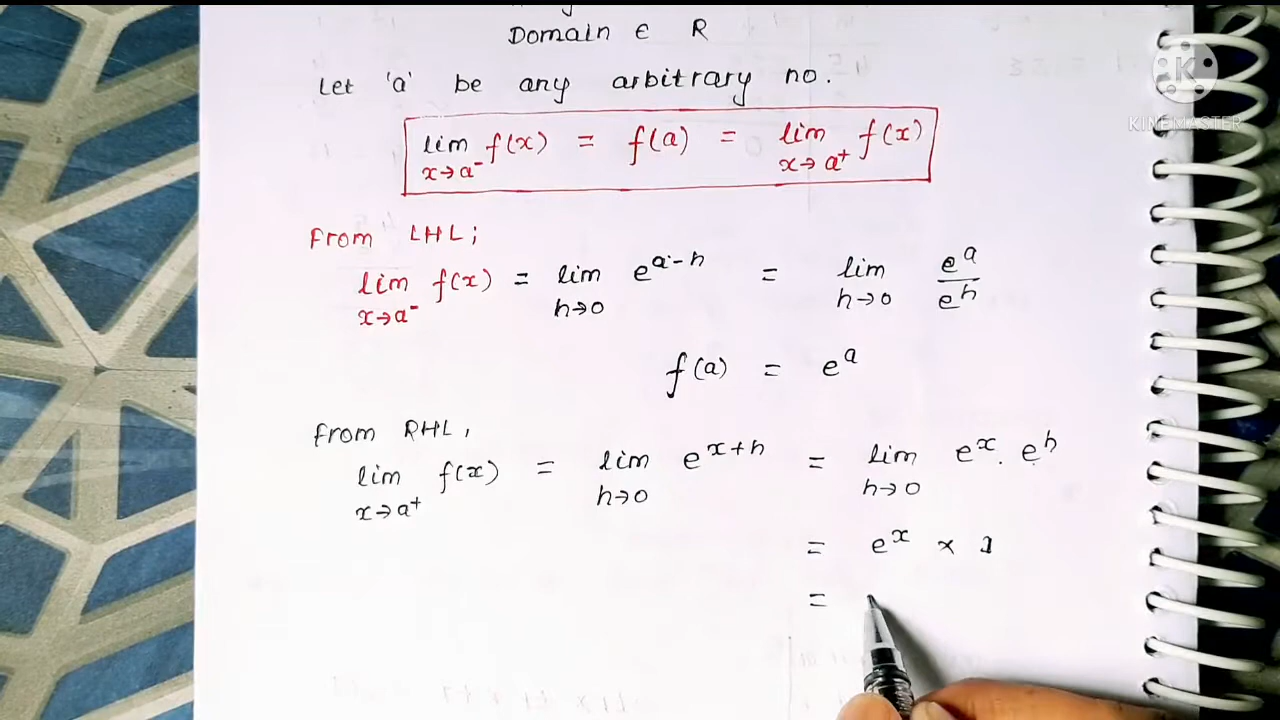 Domain ∈ R
Let 'a' be any arbitrary no.
lim x→a⁻ f(x) = f(a) = lim x→a⁺ f(x)
From LHL;
lim x→a⁻ f(x) = lim h→0 e^(a-h) = lim h→0 e^a / e^h
f(a) = e^a
From RHL,
lim x→a⁺ f(x) = lim h→0 e^(x+h) = lim h→0 e^x . e^h
= e^x × 1
=
K
KINEMASTER